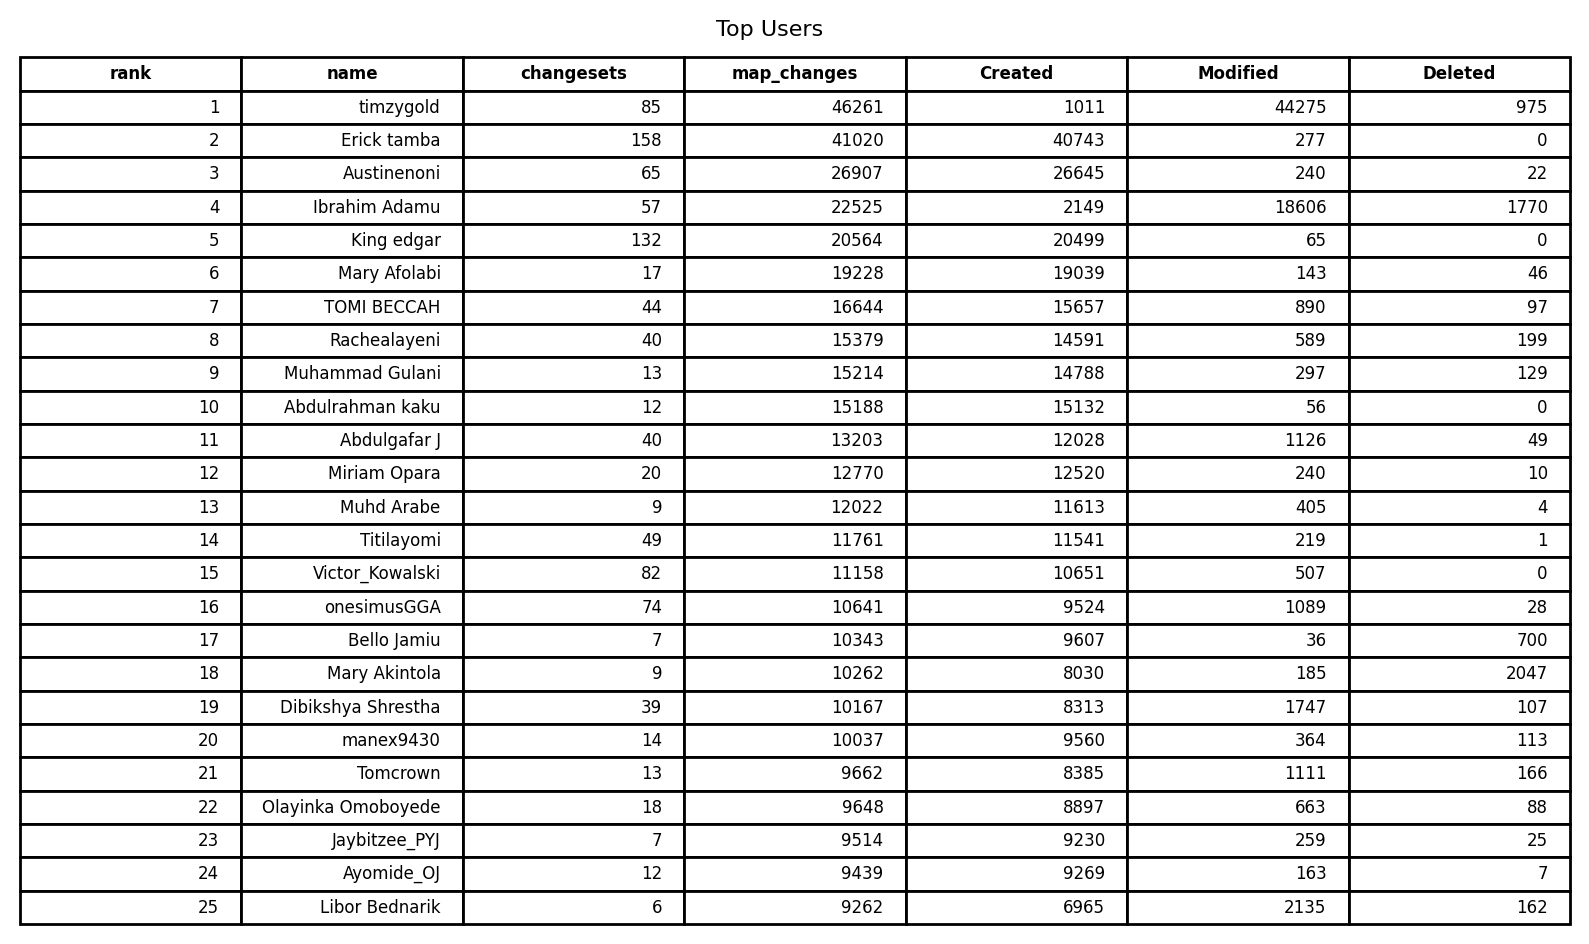 Top Users
rank name changesets map_changes Created Modified Deleted
1 timzygold 85 46261 1011 44275 975
2 Erick tamba 158 41020 40743 277 0
3 Austinenoni 65 26907 26645 240 22
4 Ibrahim Adamu 57 22525 2149 18606 1770
5 King edgar 132 20564 20499 65 0
6 Mary Afolabi 17 19228 19039 143 46
7 TOMI BECCAH 44 16644 15657 890 97
8 Rachealayeni 40 15379 14591 589 199
9 Muhammad Gulani 13 15214 14788 297 129
10 Abdulrahman kaku 12 15188 15132 56 0
11 Abdulgafar J 40 13203 12028 1126 49
12 Miriam Opara 20 12770 12520 240 10
13 Muhd Arabe 9 12022 11613 405 4
14 Titilayomi 49 11761 11541 219 1
15 Victor_Kowalski 82 11158 10651 507 0
16 onesimusGGA 74 10641 9524 1089 28
17 Bello Jamiu 7 10343 9607 36 700
18 Mary Akintola 9 10262 8030 185 2047
19 Dibikshya Shrestha 39 10167 8313 1747 107
20 manex9430 14 10037 9560 364 113
21 Tomcrown 13 9662 8385 1111 166
22 Olayinka Omoboyede 18 9648 8897 663 88
23 Jaybitzee_PYJ 7 9514 9230 259 25
24 Ayomide_OJ 12 9439 9269 163 7
25 Libor Bednarik 6 9262 6965 2135 162